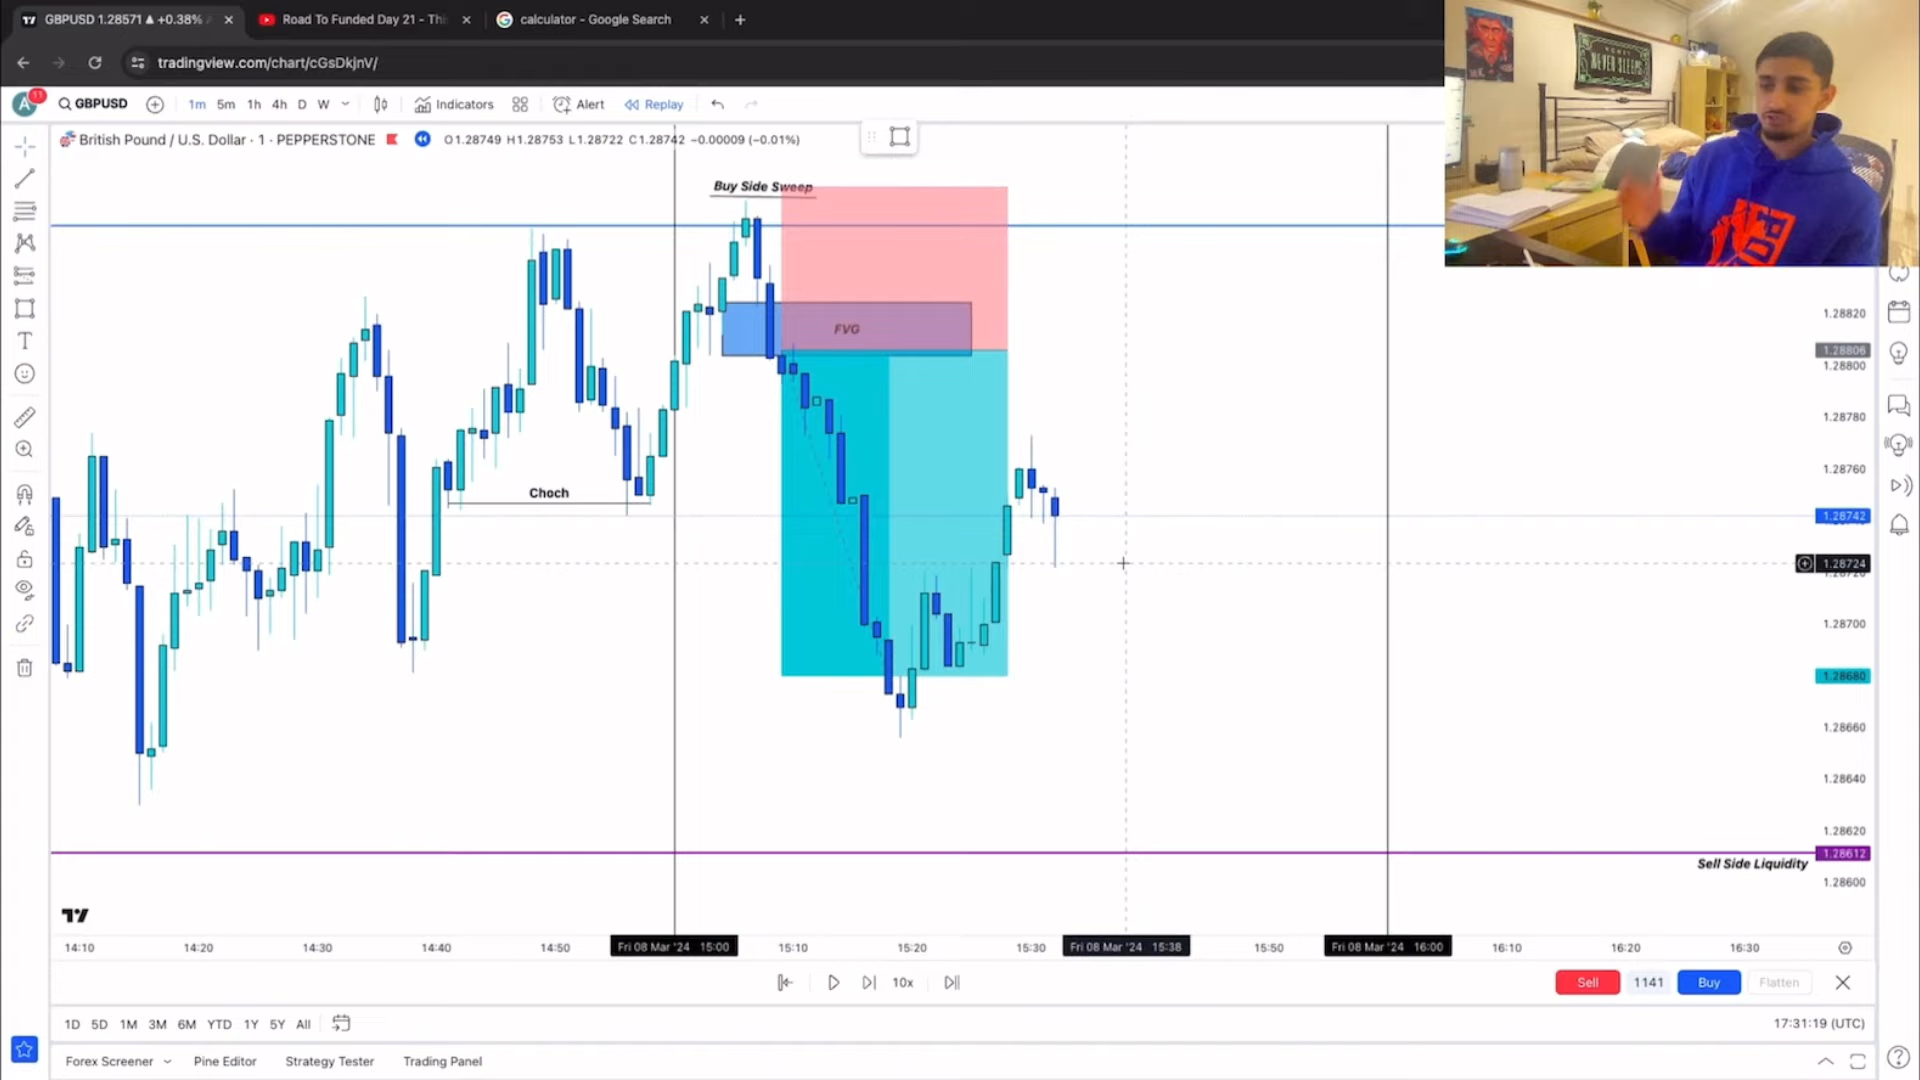 GBPUSD 1.28571 ▲ +0.38%
Road To Funded Day 21 - Thi
calculator - Google Search
tradingview.com/chart/cGsDkjnV/
A
11
GBPUSD
1m 5m 1h 4h D W
Indicators
Alert
Replay
British Pound / U.S. Dollar · 1 · PEPPERSTONE
O1.28749 H1.28753 L1.28722 C1.28742 −0.00009 (−0.01%)
MONEY
NEVER SLEEPS
Buy Side Sweep
FVG
Choch
1.28820
1.28806
1.28800
1.28780
1.28760
1.28742
1.28724
1.28700
1.28680
1.28660
1.28640
1.28620
1.28612
Sell Side Liquidity
1.28600
14:10 14:20 14:30 14:40 14:50 Fri 08 Mar '24 15:00 15:10 15:20 15:30 Fri 08 Mar '24 15:38 15:50 Fri 08 Mar '24 16:00 16:10 16:20 16:30
10x
Sell 1141 Buy Flatten
1D 5D 1M 3M 6M YTD 1Y 5Y All
17:31:19 (UTC)
Forex Screener Pine Editor Strategy Tester Trading Panel